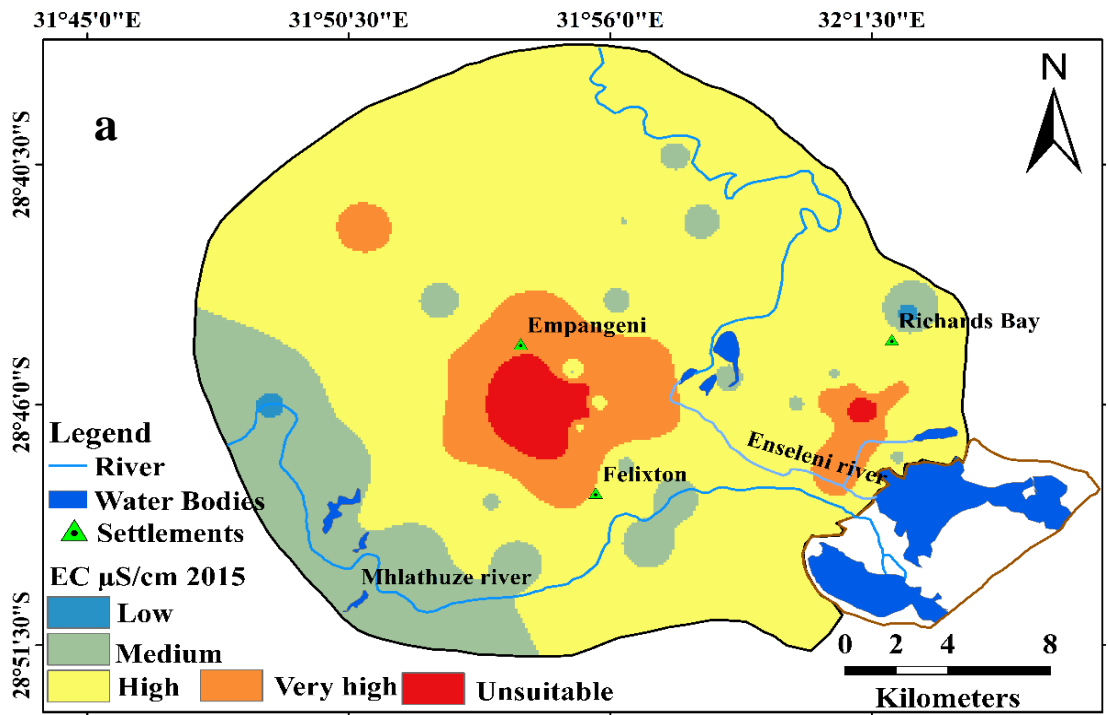 31°45'0"E 31°50'30"E 31°56'0"E 32°1'30"E
N
a
28°40'30"S
Empangeni
Richards Bay
28°46'0"S
Legend
River
Enseleni river
Felixton
Water Bodies
Settlements
EC µS/cm 2015
Mhlathuze river
Low
Medium
28°51'30"S
0 2 4 8
High Very high Unsuitable
Kilometers